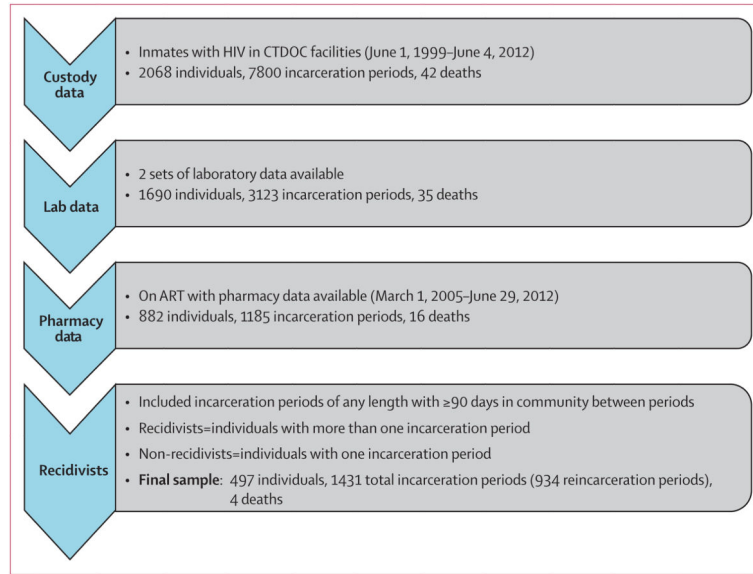 Custody
data
• Inmates with HIV in CTDOC facilities (June 1, 1999–June 4, 2012)
• 2068 individuals, 7800 incarceration periods, 42 deaths
Lab data
• 2 sets of laboratory data available
• 1690 individuals, 3123 incarceration periods, 35 deaths
Pharmacy
data
• On ART with pharmacy data available (March 1, 2005–June 29, 2012)
• 882 individuals, 1185 incarceration periods, 16 deaths
Recidivists
• Included incarceration periods of any length with ≥90 days in community between periods
• Recidivists=individuals with more than one incarceration period
• Non-recidivists=individuals with one incarceration period
• Final sample: 497 individuals, 1431 total incarceration periods (934 reincarceration periods),
4 deaths